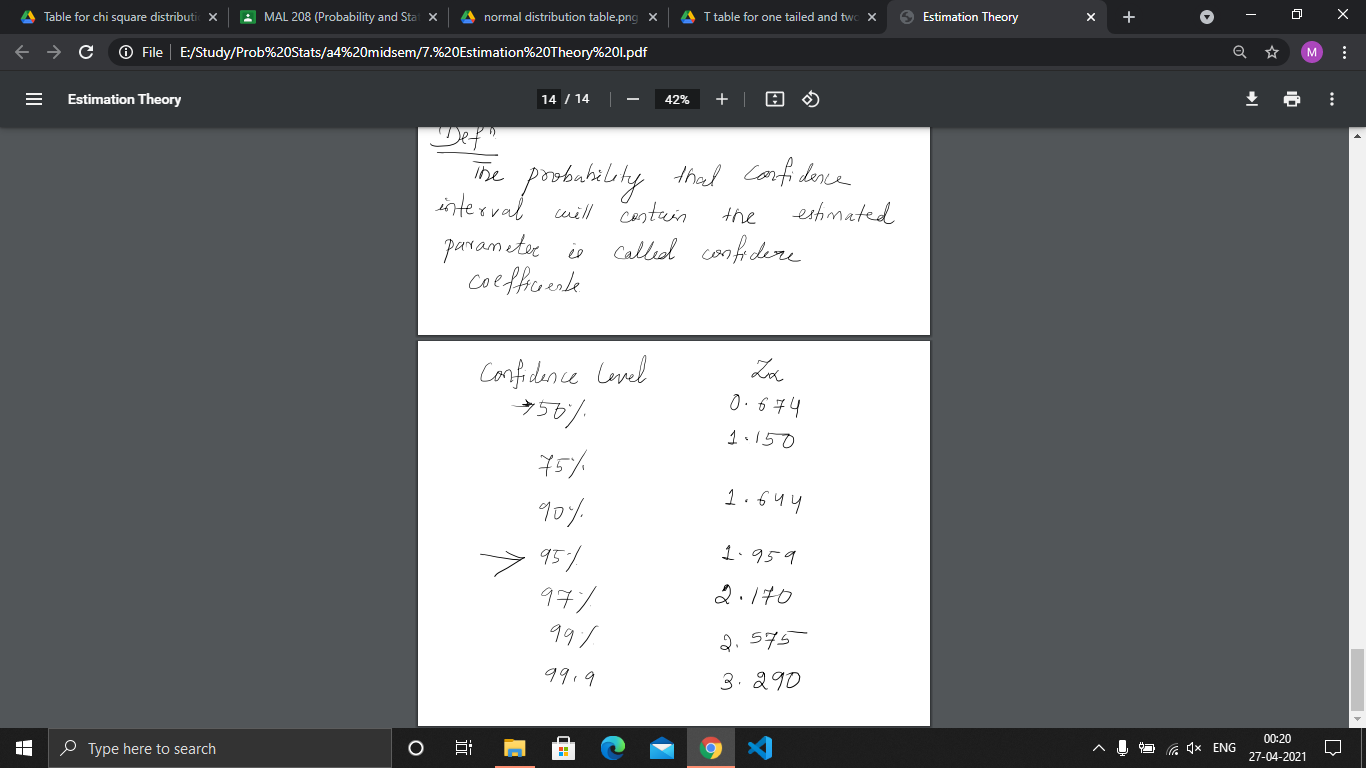 Table for chi square distributi
MAL 208 (Probability and Sta
normal distribution table.png
T table for one tailed and two
Estimation Theory
File E:/Study/Prob%20Stats/a4%20midsem/7.%20Estimation%20Theory%20I.pdf
M
Estimation Theory
14 / 14
42%
Defn
The probability that confidence
interval will contain the estimated
parameter is called confidence
coefficient
Confidence Level Zα
→ 50% 0.674
1.150
75%
90% 1.644
→ 95% 1.959
97% 2.170
99% 2.575
99.9 3.290
Type here to search
ENG
00:20
27-04-2021